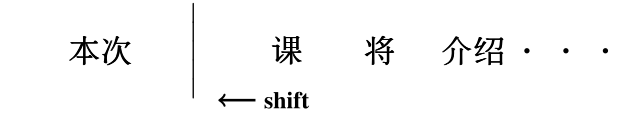 本次 课 将 介绍 · · ·
← shift